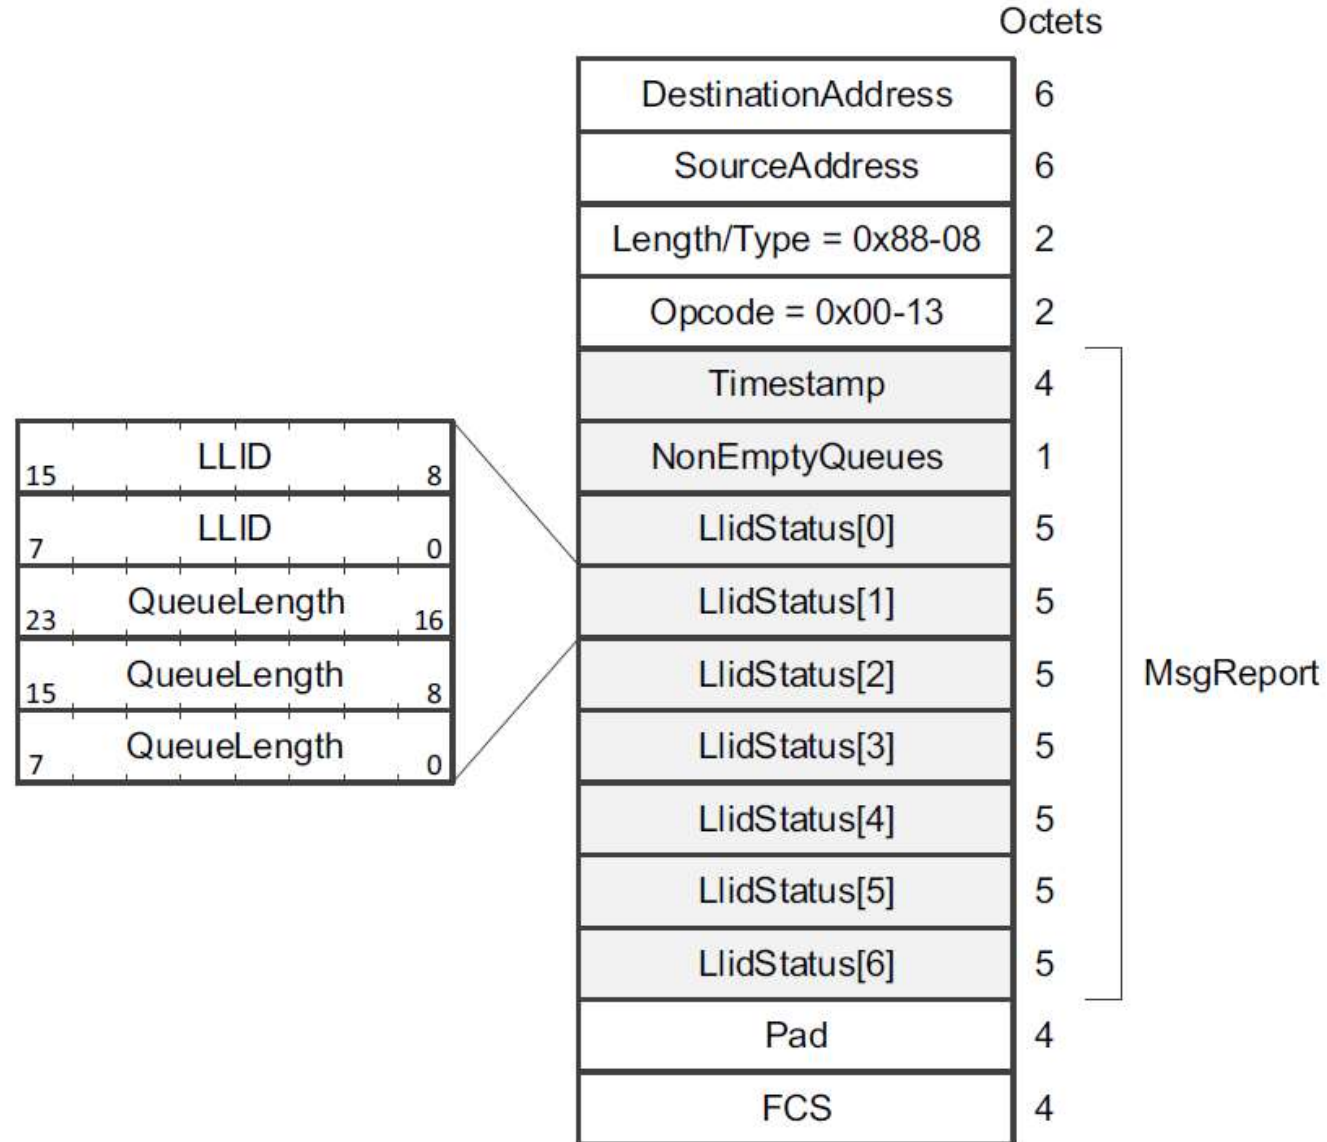 Octets
DestinationAddress 6
SourceAddress 6
Length/Type = 0x88-08 2
Opcode = 0x00-13 2
Timestamp 4
NonEmptyQueues 1
LlidStatus[0] 5
LlidStatus[1] 5
LlidStatus[2] 5
LlidStatus[3] 5
LlidStatus[4] 5
LlidStatus[5] 5
LlidStatus[6] 5
Pad 4
FCS 4
MsgReport
15 LLID 8
7 LLID 0
23 QueueLength 16
15 QueueLength 8
7 QueueLength 0